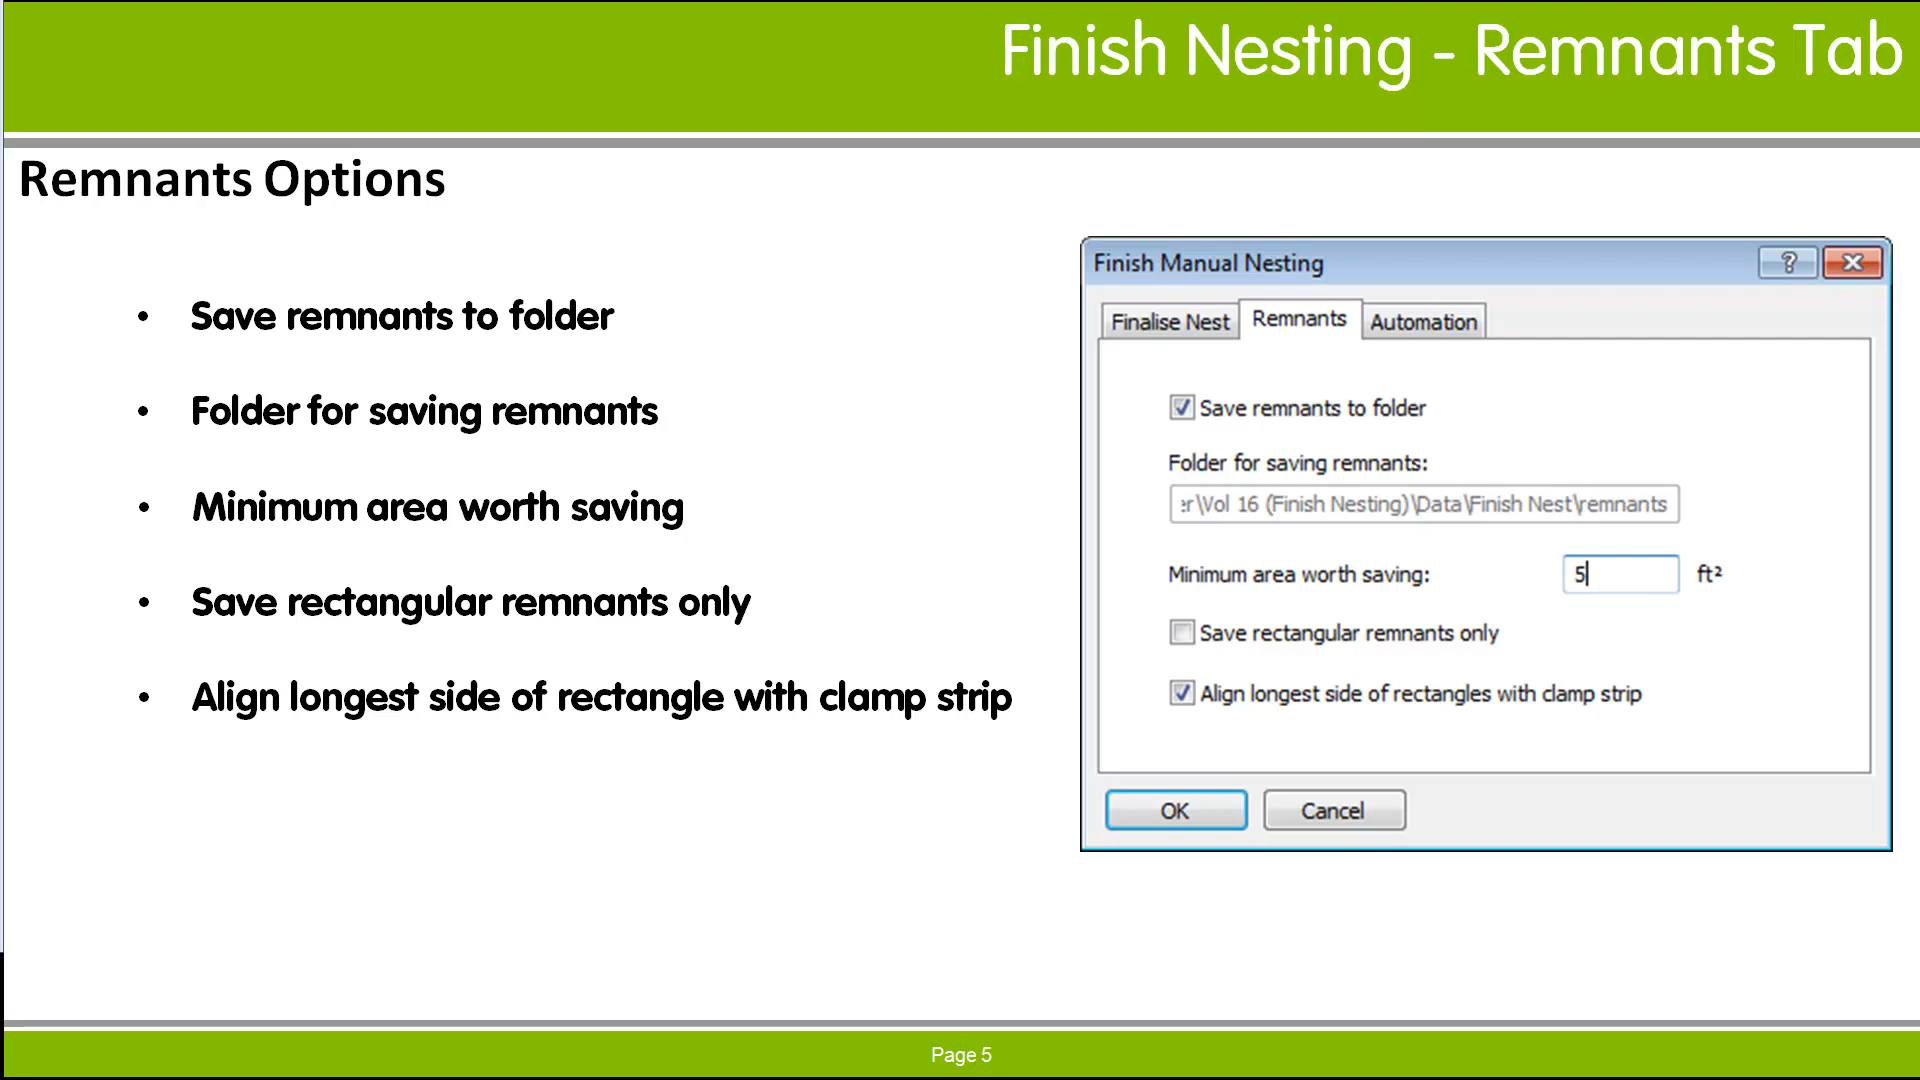 Finish Nesting - Remnants Tab
Remnants Options
• Save remnants to folder
• Folder for saving remnants
• Minimum area worth saving
• Save rectangular remnants only
• Align longest side of rectangle with clamp strip
Finish Manual Nesting
?
Finalise Nest Remnants Automation
Save remnants to folder
Folder for saving remnants:
er\Vol 16 (Finish Nesting)\Data\Finish Nest\remnants
Minimum area worth saving: 5 ft²
Save rectangular remnants only
Align longest side of rectangles with clamp strip
OK Cancel
Page 5